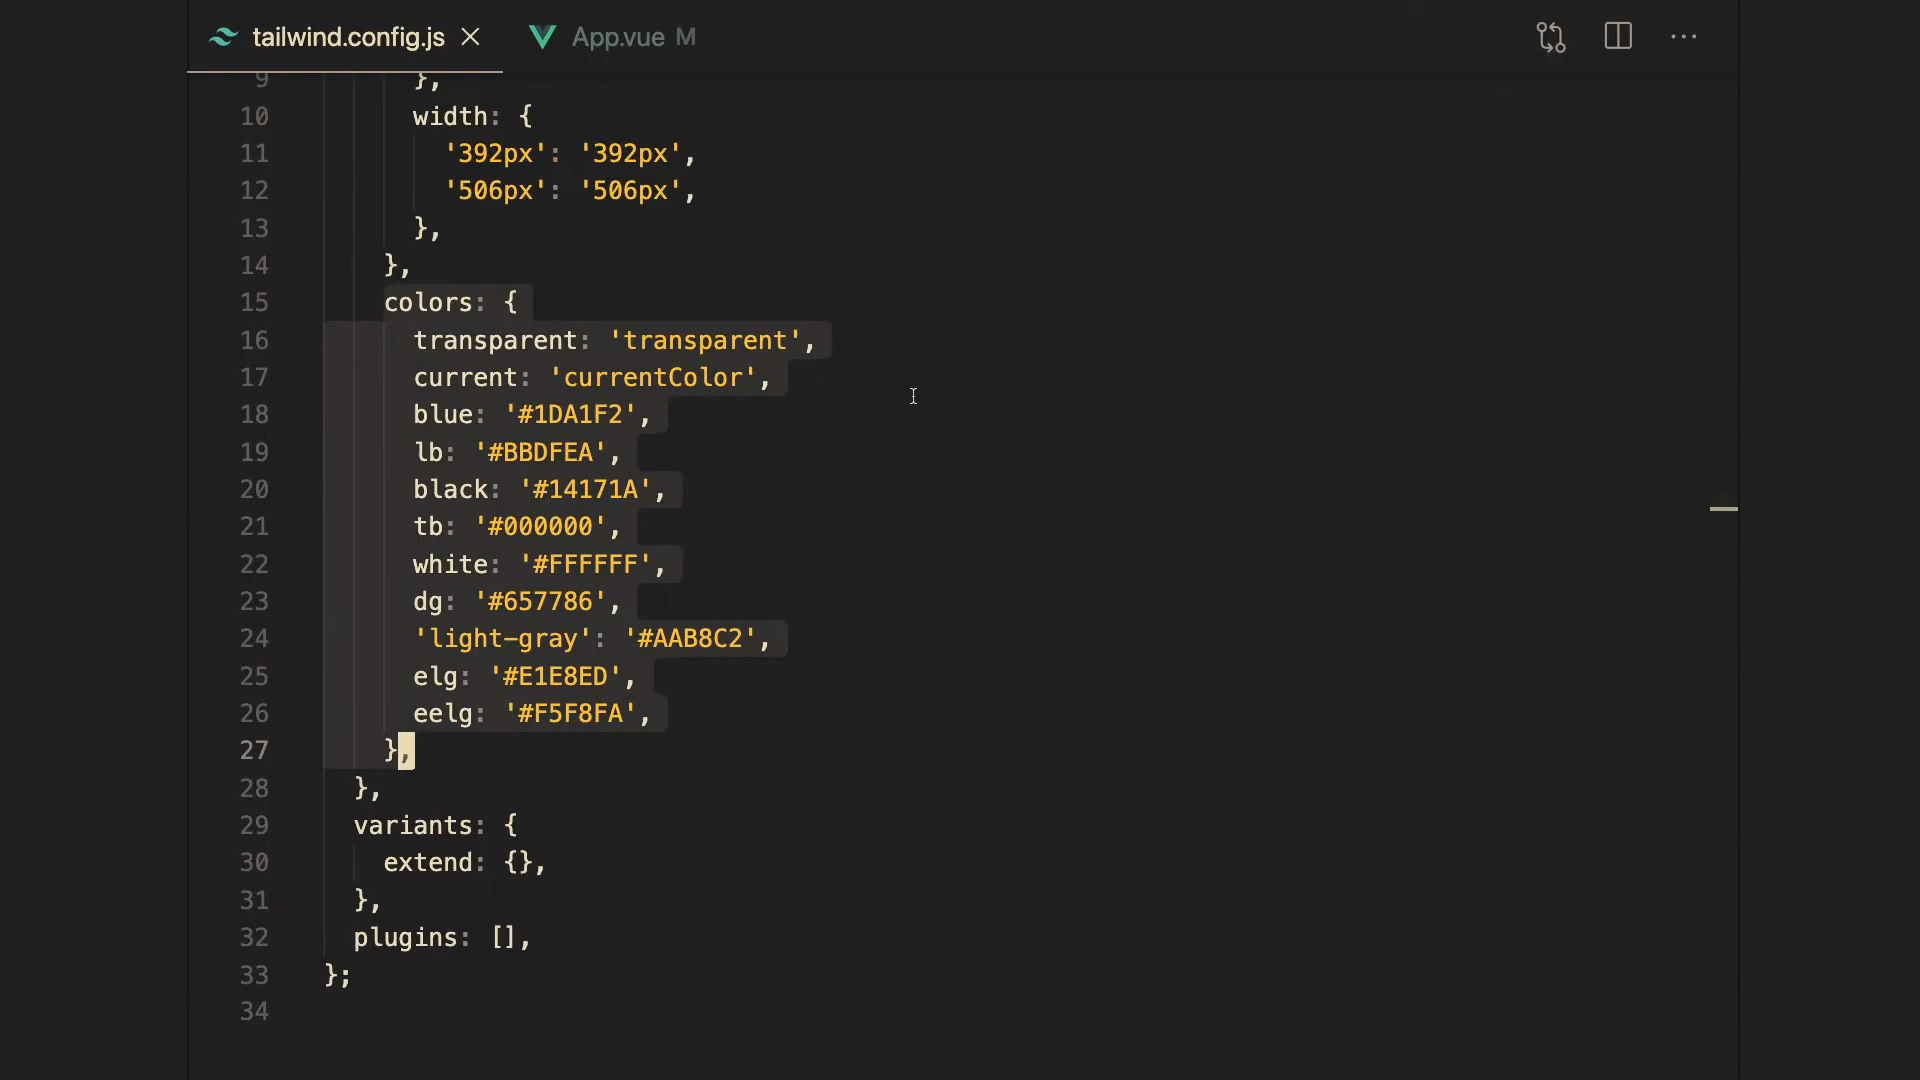 tailwind.config.js
App.vue M
9 },
10 width: {
11 '392px': '392px',
12 '506px': '506px',
13 },
14 },
15 colors: {
16 transparent: 'transparent',
17 current: 'currentColor',
18 blue: '#1DA1F2',
19 lb: '#BBDFEA',
20 black: '#14171A',
21 tb: '#000000',
22 white: '#FFFFFF',
23 dg: '#657786',
24 'light-gray': '#AAB8C2',
25 elg: '#E1E8ED',
26 eelg: '#F5F8FA',
27 },
28 },
29 variants: {
30 extend: {},
31 },
32 plugins: [],
33 };
34